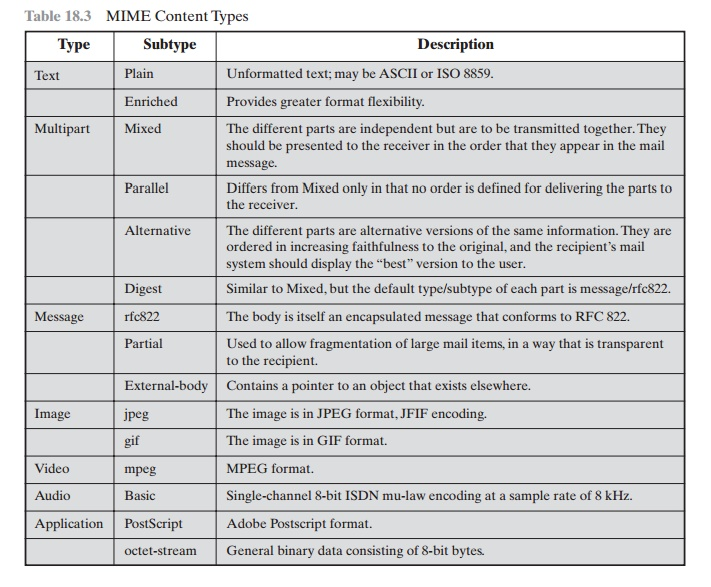 Table 18.3 MIME Content Types
Type Subtype Description
Text Plain Unformatted text; may be ASCII or ISO 8859.
Enriched Provides greater format flexibility.
Multipart Mixed The different parts are independent but are to be transmitted together. They
should be presented to the receiver in the order that they appear in the mail
message.
Parallel Differs from Mixed only in that no order is defined for delivering the parts to
the receiver.
Alternative The different parts are alternative versions of the same information. They are
ordered in increasing faithfulness to the original, and the recipient's mail
system should display the “best” version to the user.
Digest Similar to Mixed, but the default type/subtype of each part is message/rfc822.
Message rfc822 The body is itself an encapsulated message that conforms to RFC 822.
Partial Used to allow fragmentation of large mail items, in a way that is transparent
to the recipient.
External-body Contains a pointer to an object that exists elsewhere.
Image jpeg The image is in JPEG format, JFIF encoding.
gif The image is in GIF format.
Video mpeg MPEG format.
Audio Basic Single-channel 8-bit ISDN mu-law encoding at a sample rate of 8 kHz.
Application PostScript Adobe Postscript format.
octet-stream General binary data consisting of 8-bit bytes.